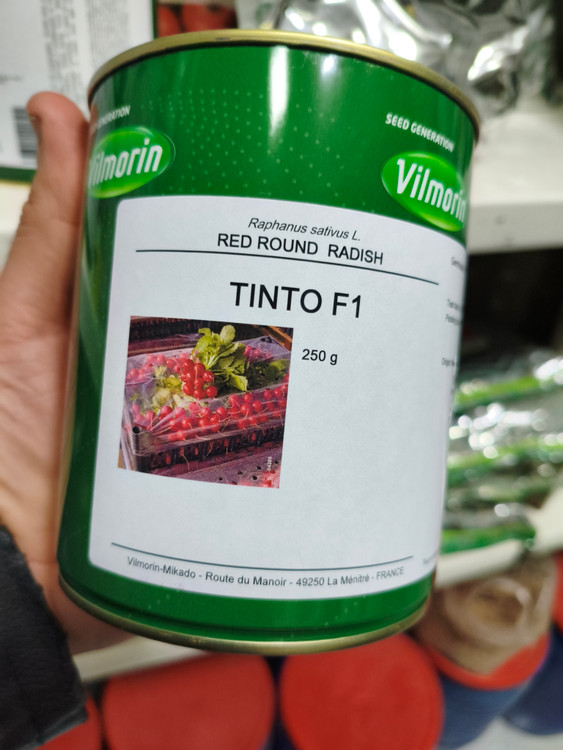 SEED GENERATION
Vilmorin
Vilmorin
Raphanus sativus L.
RED ROUND RADISH
TINTO F1
250 g
Vilmorin-Mikado - Route du Manoir - 49250 La Ménitré - FRANCE